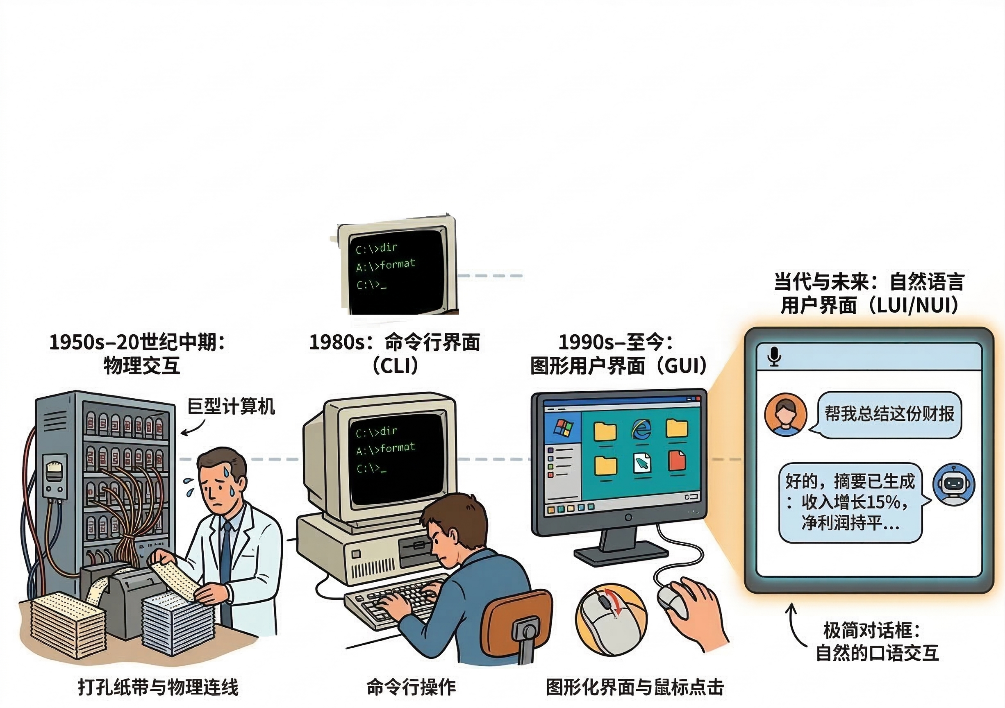 C:\>dir
A:\>format
C:\>_
1950s–20世纪中期：
物理交互
巨型计算机
打孔纸带与物理连线
1980s：命令行界面
（CLI）
C:\>dir
A:\>format
C:\>_
命令行操作
1990s–至今：
图形用户界面（GUI）
图形化界面与鼠标点击
当代与未来：自然语言
用户界面（LUI/NUI）
帮我总结这份财报
好的，摘要已生成
：收入增长15%，
净利润持平...
极简对话框：
自然的口语交互